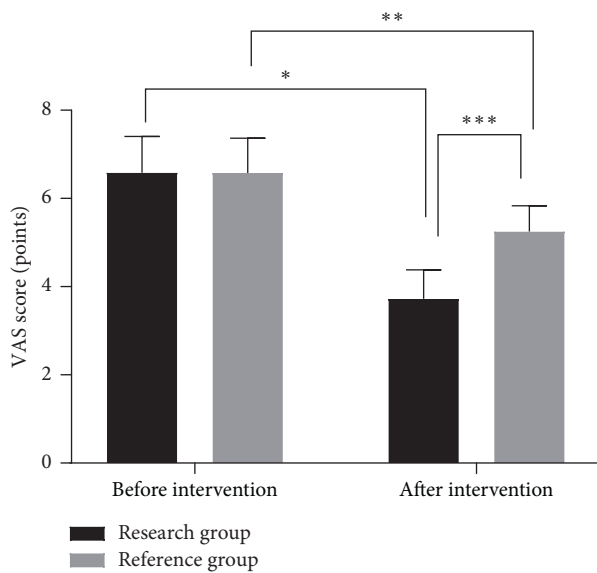 **
*
***
8
6
4
2
0
VAS score (points)
Before intervention
After intervention
Research group
Reference group